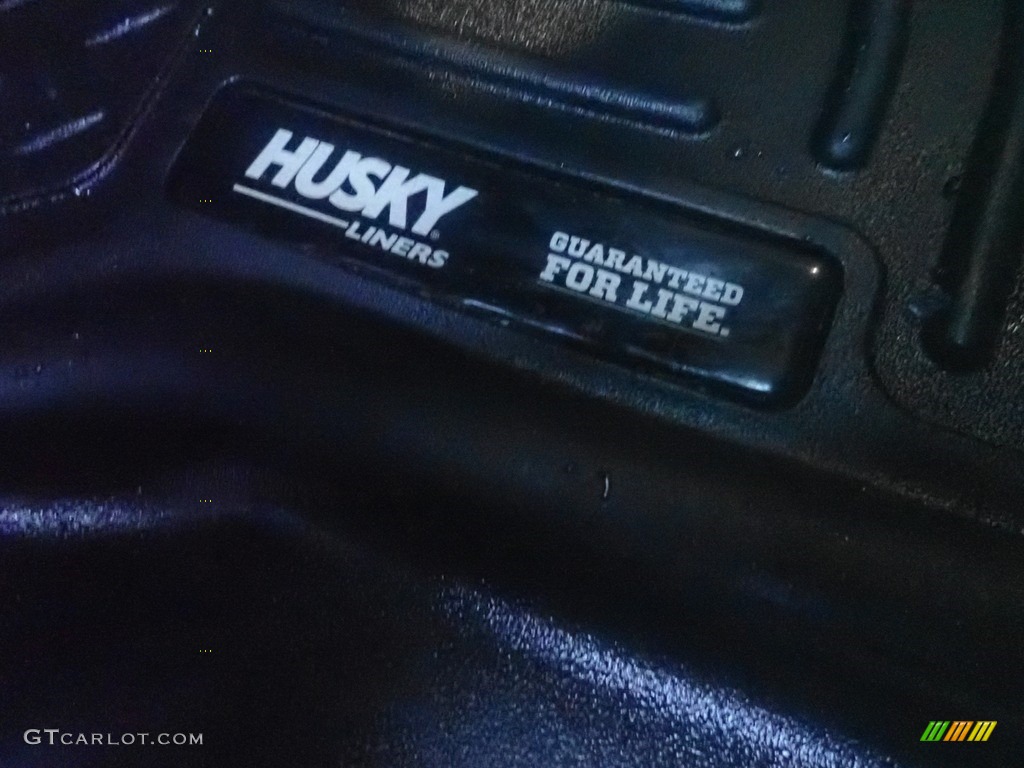 HUSKY
LINERS
GUARANTEED
FOR LIFE.
GTCARLOT.COM